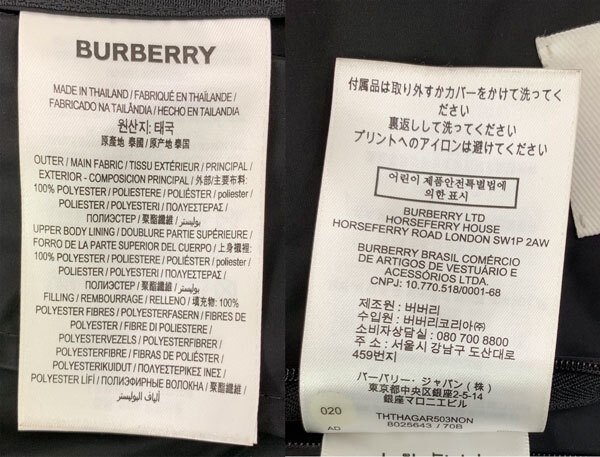 BURBERRY
MADE IN THAILAND / FABRIQUÉ EN THAÏLANDE /
FABRICADO NA TAILÂNDIA / HECHO EN TAILANDIA
원산지: 태국
原產地 泰國 / 原产地 泰国
OUTER / MAIN FABRIC / TISSU EXTÉRIEUR / PRINCIPAL /
EXTERIOR - COMPOSICION PRINCIPAL / 外部/主要布料:
100% POLYESTER / POLIESTERE / POLIÉSTER / poliester /
POLJESTER / POLYESTERI / ΠΟΛΥΕΣΤΕΡΑΣ /
ПОЛИЭСТЕР / 聚酯纖維 / بوليستر
UPPER BODY LINING / DOUBLURE PARTIE SUPÉRIEURE /
FORRO DE LA PARTE SUPERIOR DEL CUERPO / 上身襯裡:
100% POLYESTER / POLIESTERE / POLIÉSTER / poliester /
POLJESTER / POLYESTERI / ΠΟΛΥΕΣΤΕΡΑΣ /
ПОЛИЭСТЕР / 聚酯纖維 / بوليستر
FILLING / REMBOURRAGE / RELLENO / 填充物: 100%
POLYESTER FIBRES / POLYESTERFASERN / FIBRES DE
POLYESTER / FIBRE DI POLIESTERE /
POLYESTERVEZELS / POLYESTERFIBRER /
POLYESTERFIBRE / FIBRAS DE POLIÉSTER /
POLYESTERIKUIDUT / ΠΟΛΥΕΣΤΕΡΙΚΕΣ ΙΝΕΣ /
POLYESTER LİFİ / ПОЛИЭФИРНЫЕ ВОЛОКНА / 聚酯纖維 /
ألياف البوليستر
付属品は取り外すかカバーをかけて洗ってく
ださい
裏返しして洗ってください
プリントへのアイロンは避けてください
어린이 제품안전특별법에
의한 표시
BURBERRY LTD
HORSEFERRY HOUSE
HORSEFERRY ROAD LONDON SW1P 2AW
BURBERRY BRASIL COMÉRCIO
DE ARTIGOS DE VESTUÁRIO E
ACESSÓRIOS LTDA.
CNPJ: 10.770.518/0001-68
제조원 : 버버리
수입원 : 버버리코리아㈜
소비자상담실 : 080 700 8800
주 소 : 서울시 강남구 도산대로
459번지
バーバリー・ジャパン (株)
東京都中央区銀座2-5-14
銀座マロニエビル
020
THTHAGAR503NON
AD
8025643 / 70B